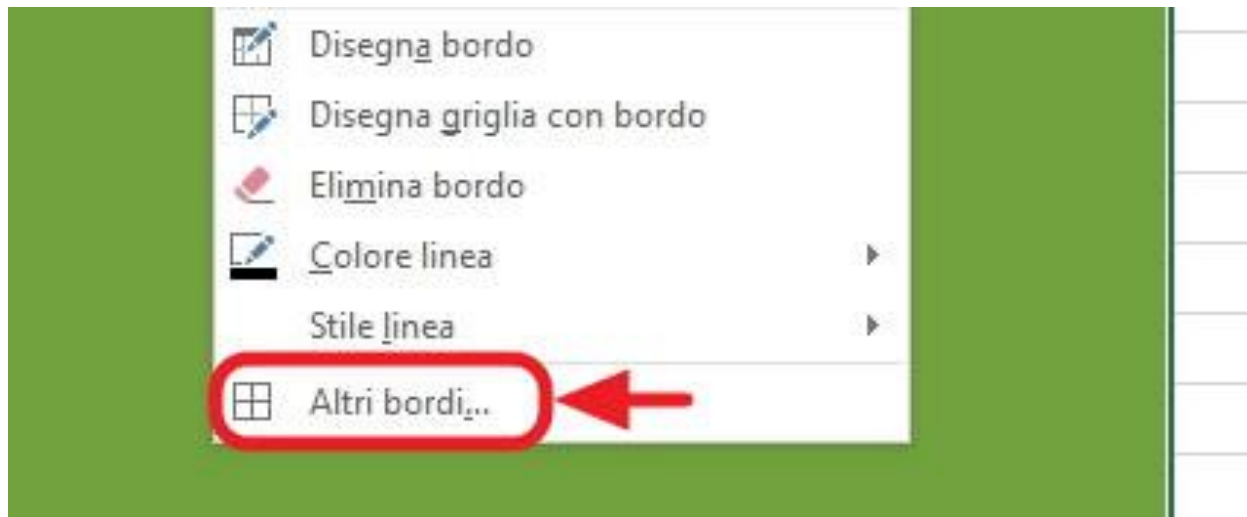 Disegna bordo
Disegna griglia con bordo
Elimina bordo
Colore linea
Stile linea
Altri bordi...